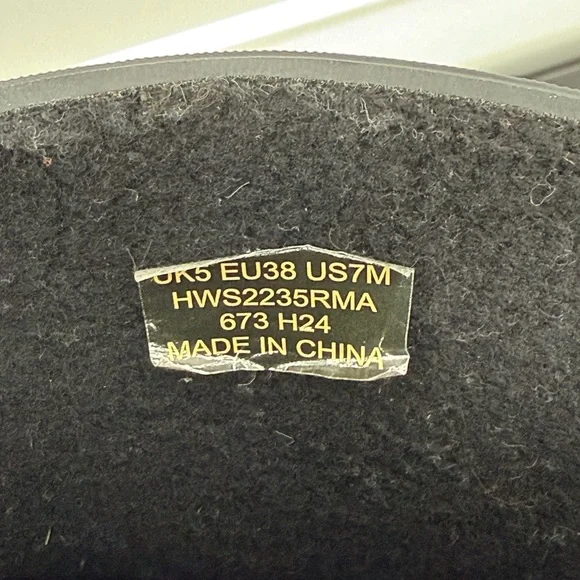 UK5 EU38 US7M
HWS2235RMA
673 H24
MADE IN CHINA